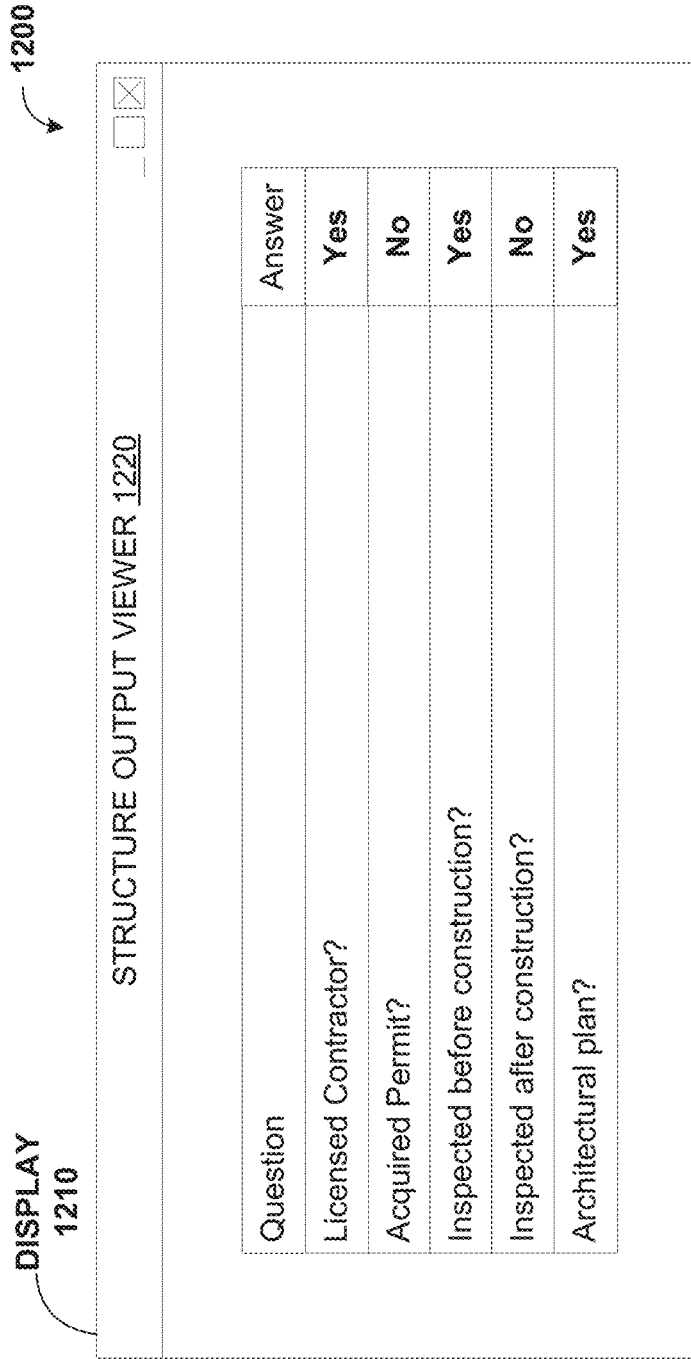 1200
DISPLAY
1210
STRUCTURE OUTPUT VIEWER 1220
Question Answer
Licensed Contractor? Yes
Acquired Permit? No
Inspected before construction? Yes
Inspected after construction? No
Architectural plan? Yes